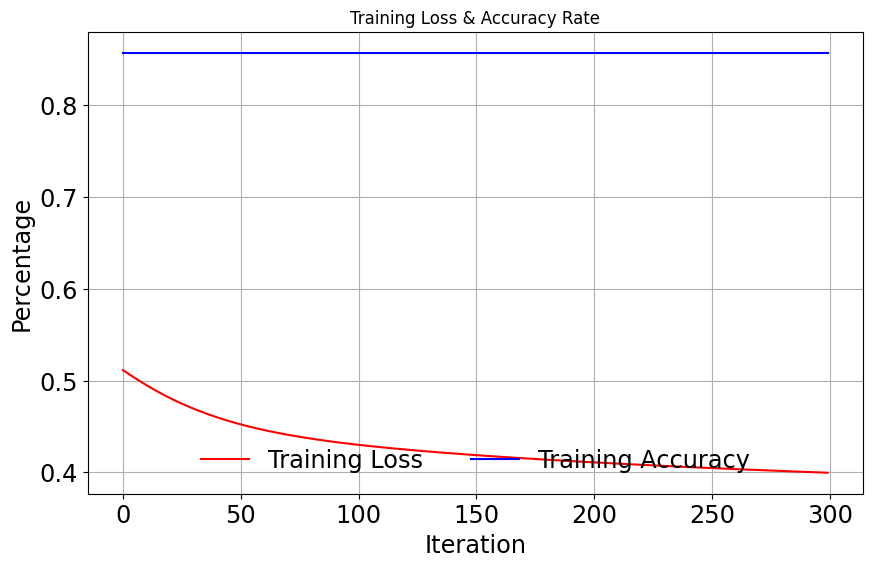 Training Loss & Accuracy Rate
Percentage
0.8
0.7
0.6
0.5
0.4
Training Loss Training Accuracy
0 50 100 150 200 250 300
Iteration